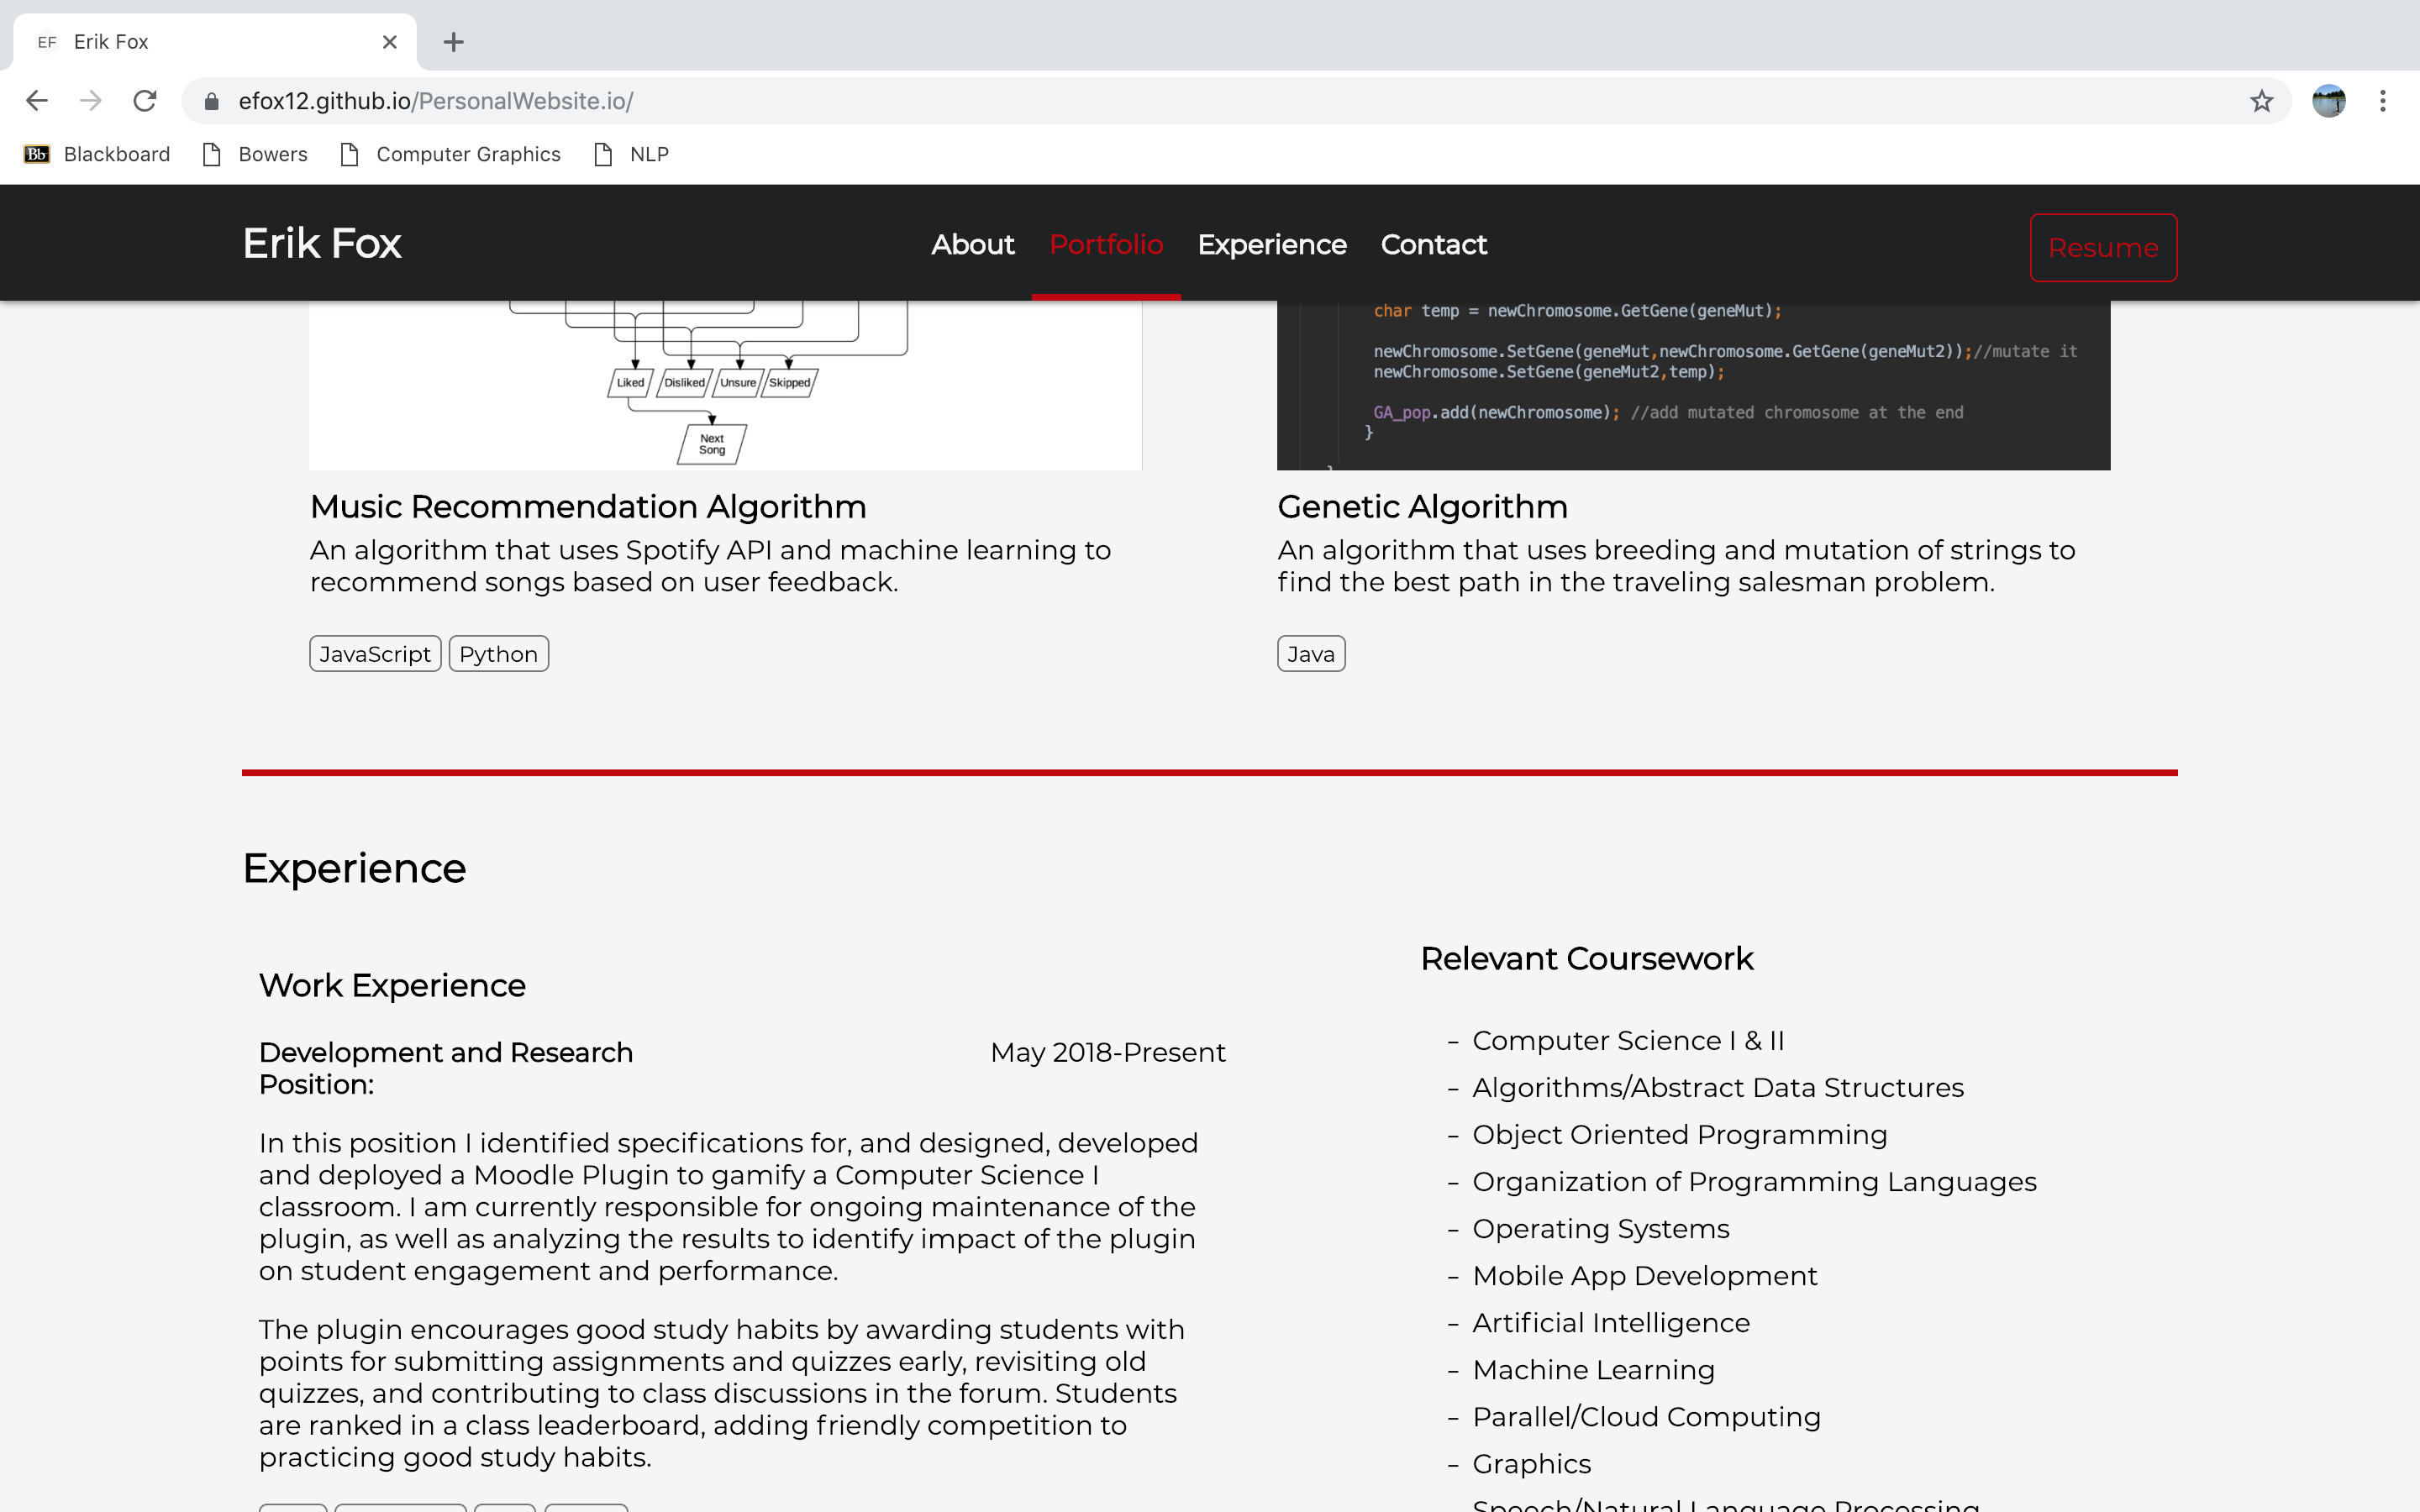 EF Erik Fox
efox12.github.io/PersonalWebsite.io/
Bb Blackboard Bowers Computer Graphics NLP
Erik Fox About Portfolio Experience Contact Resume
Liked Disliked Unsure Skipped
Next
Song
char temp = newChromosome.GetGene(geneMut);
newChromosome.SetGene(geneMut,newChromosome.GetGene(geneMut2));//mutate it
newChromosome.SetGene(geneMut2,temp);
GA_pop.add(newChromosome); //add mutated chromosome at the end
}
Music Recommendation Algorithm
An algorithm that uses Spotify API and machine learning to
recommend songs based on user feedback.
JavaScript Python
Genetic Algorithm
An algorithm that uses breeding and mutation of strings to
find the best path in the traveling salesman problem.
Java
Experience
Work Experience
Development and Research May 2018-Present
Position:
In this position I identified specifications for, and designed, developed
and deployed a Moodle Plugin to gamify a Computer Science I
classroom. I am currently responsible for ongoing maintenance of the
plugin, as well as analyzing the results to identify impact of the plugin
on student engagement and performance.
The plugin encourages good study habits by awarding students with
points for submitting assignments and quizzes early, revisiting old
quizzes, and contributing to class discussions in the forum. Students
are ranked in a class leaderboard, adding friendly competition to
practicing good study habits.
Relevant Coursework
- Computer Science I & II
- Algorithms/Abstract Data Structures
- Object Oriented Programming
- Organization of Programming Languages
- Operating Systems
- Mobile App Development
- Artificial Intelligence
- Machine Learning
- Parallel/Cloud Computing
- Graphics
Speech/Natural Language Processing